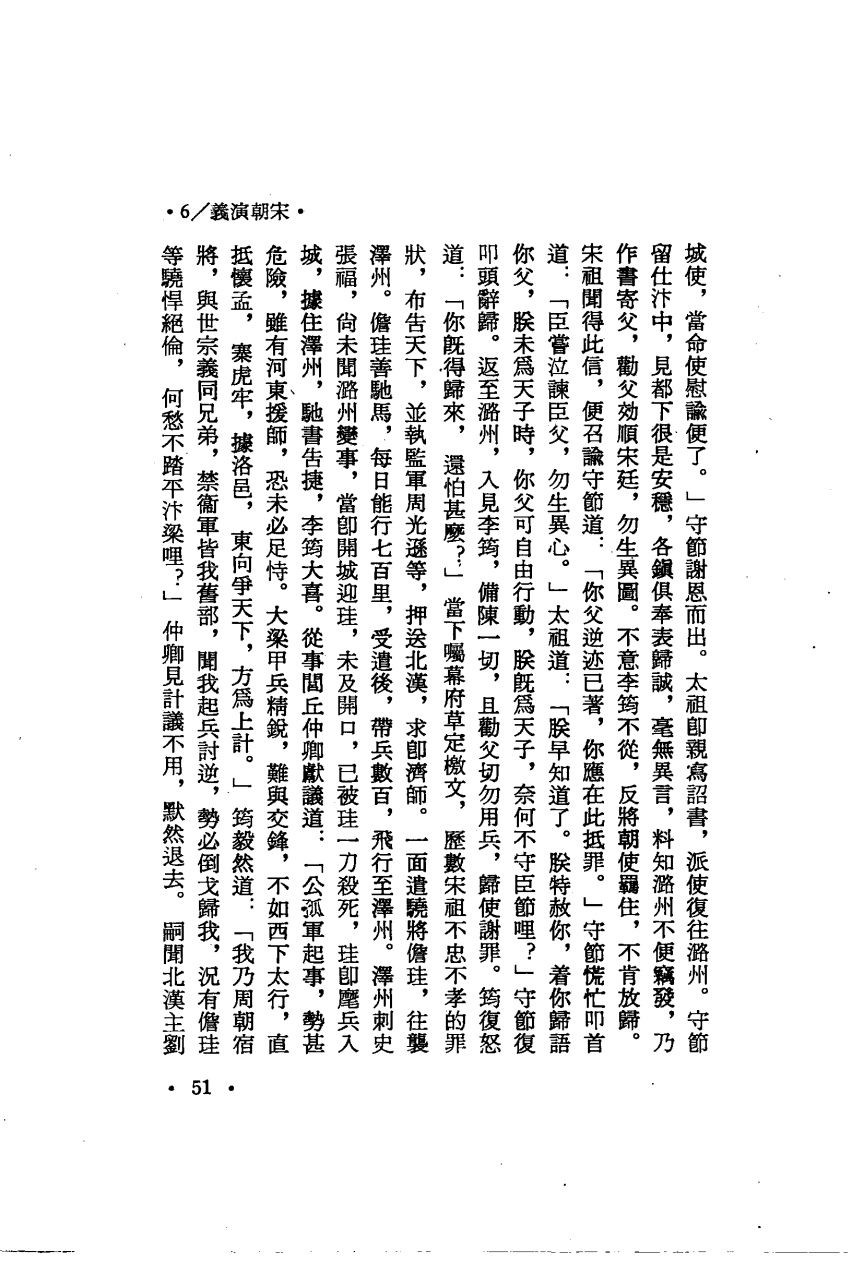 •6/義演朝宋•
城使，當命使慰諭便了。」守節謝恩而出。太祖卽親寫詔書，派使復往潞州。守節
留仕汴中，見都下很是安穩，各鎭俱奉表歸誠，毫無異言，料知潞州不便竊發，乃
作書寄父，勸父効順宋廷，勿生異圖。不意李筠不從，反將朝使羈住，不肯放歸。
宋祖聞得此信，便召諭守節道：「你父逆迹已著，你應在此抵罪。」守節慌忙叩首
道：「臣嘗泣諫臣父，勿生異心。」太祖道：「朕早知道了。朕特赦你，着你歸語
你父，朕未爲天子時，你父可自由行動，朕旣爲天子，奈何不守臣節哩？」守節復
叩頭辭歸。返至潞州，入見李筠，備陳一切，且勸父切勿用兵，歸使謝罪。筠復怒
道：「你旣得歸來，還怕甚麼？」當下囑幕府草定檄文，歷數宋祖不忠不孝的罪
狀，布告天下，並執監軍周光遜等，押送北漢，求卽濟師。一面遣驍將儋珪，往襲
澤州。儋珪善馳馬，每日能行七百里，受遣後，帶兵數百，飛行至澤州。澤州刺史
張福，尙未聞潞州變事，當卽開城迎珪，未及開口，已被珪一刀殺死，珪卽麾兵入
城，據住澤州，馳書告捷，李筠大喜。從事閭丘仲卿獻議道：「公孤軍起事，勢甚
危險，雖有河東援師，恐未必足恃。大梁甲兵精銳，難與交鋒，不如西下太行，直
抵懷孟，寨虎牢，據洛邑，東向爭天下，方爲上計。」筠毅然道：「我乃周朝宿
將，與世宗義同兄弟，禁衞軍皆我舊部，聞我起兵討逆，勢必倒戈歸我，況有儋珪
等驍悍絕倫，何愁不踏平汴梁哩？」仲卿見計議不用，默然退去。嗣聞北漢主劉
• 51 •